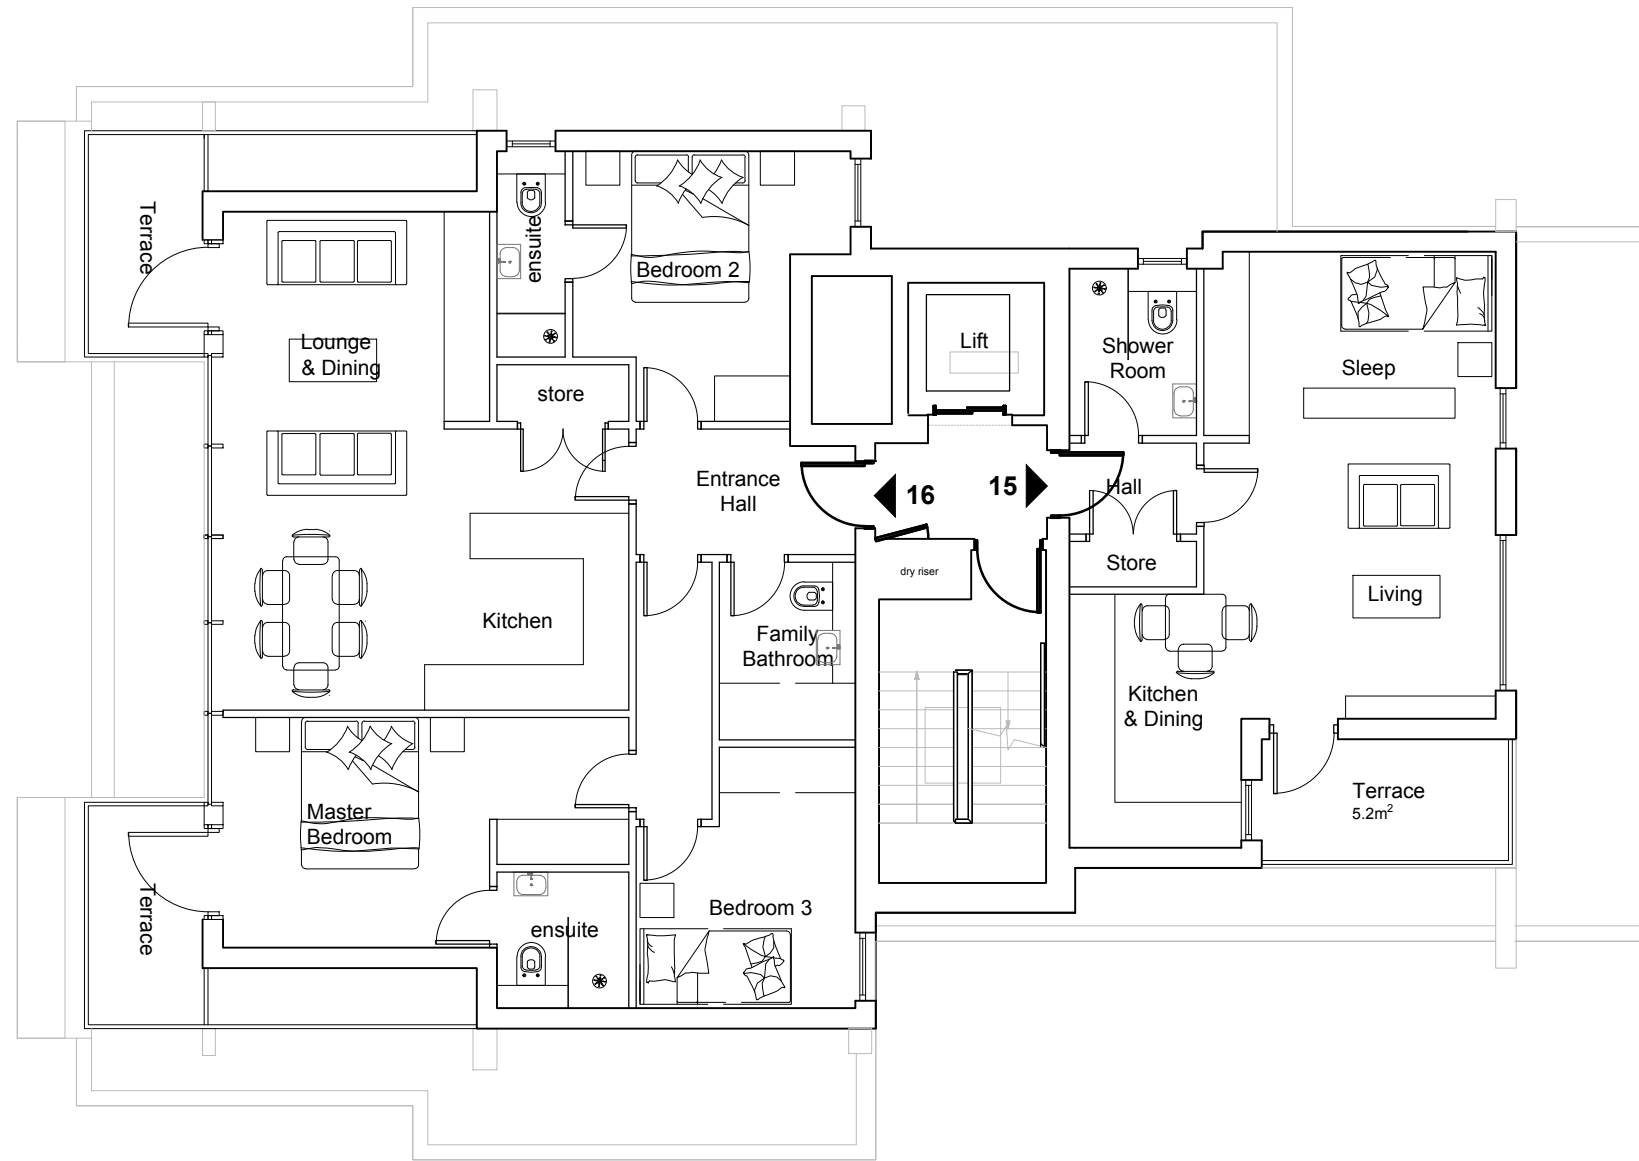 Terrace
ensuite
Bedroom 2
Lounge
& Dining
store
Lift
Shower
Room
Sleep
Entrance
Hall
16
15
Hall
Store
dry riser
Kitchen
Family
Bathroom
Living
Kitchen
& Dining
Terrace
5.2m²
Master
Bedroom
Terrace
ensuite
Bedroom 3